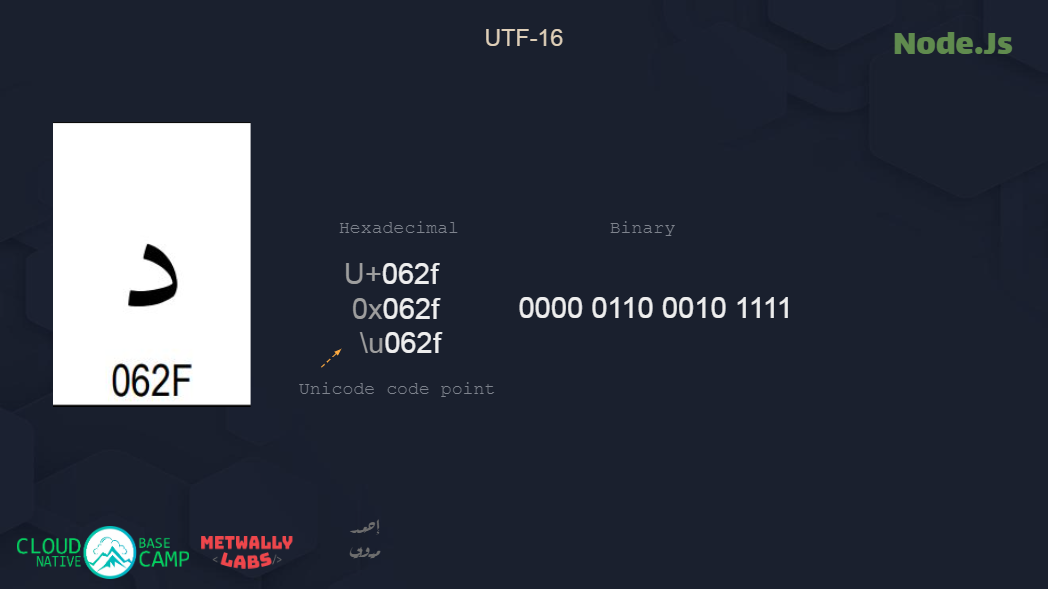 UTF-16
Node.Js
د
062F
Hexadecimal
Binary
U+062f
0x062f
0000 0110 0010 1111
\u062f
Unicode code point
CLOUD NATIVE BASE CAMP
METWALLY
<LABS/>
أحمد